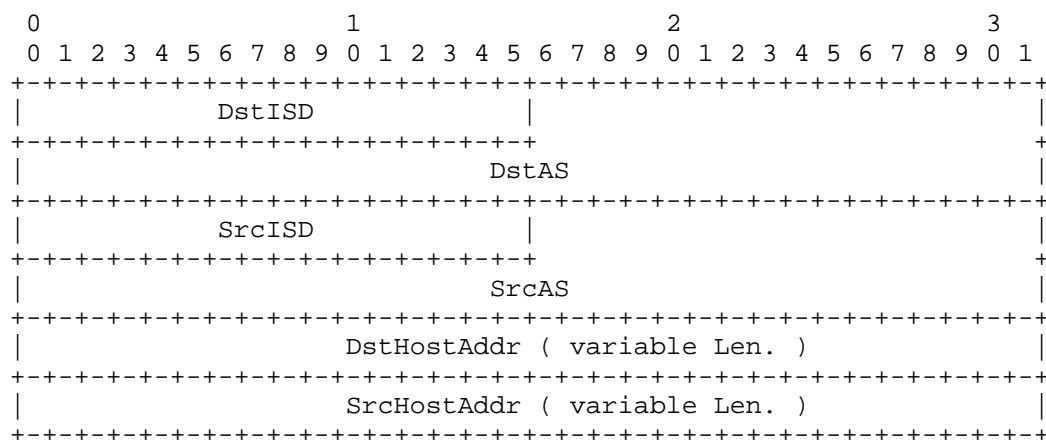 0                   1                   2                   3
 0 1 2 3 4 5 6 7 8 9 0 1 2 3 4 5 6 7 8 9 0 1 2 3 4 5 6 7 8 9 0 1
+-+-+-+-+-+-+-+-+-+-+-+-+-+-+-+-+-+-+-+-+-+-+-+-+-+-+-+-+-+-+-+-+
|            DstISD             |                               |
+-+-+-+-+-+-+-+-+-+-+-+-+-+-+-+-+                               +
|                             DstAS                             |
+-+-+-+-+-+-+-+-+-+-+-+-+-+-+-+-+-+-+-+-+-+-+-+-+-+-+-+-+-+-+-+-+
|            SrcISD             |                               |
+-+-+-+-+-+-+-+-+-+-+-+-+-+-+-+-+                               +
|                             SrcAS                             |
+-+-+-+-+-+-+-+-+-+-+-+-+-+-+-+-+-+-+-+-+-+-+-+-+-+-+-+-+-+-+-+-+
|                    DstHostAddr ( variable Len. )              |
+-+-+-+-+-+-+-+-+-+-+-+-+-+-+-+-+-+-+-+-+-+-+-+-+-+-+-+-+-+-+-+-+
|                    SrcHostAddr ( variable Len. )              |
+-+-+-+-+-+-+-+-+-+-+-+-+-+-+-+-+-+-+-+-+-+-+-+-+-+-+-+-+-+-+-+-+